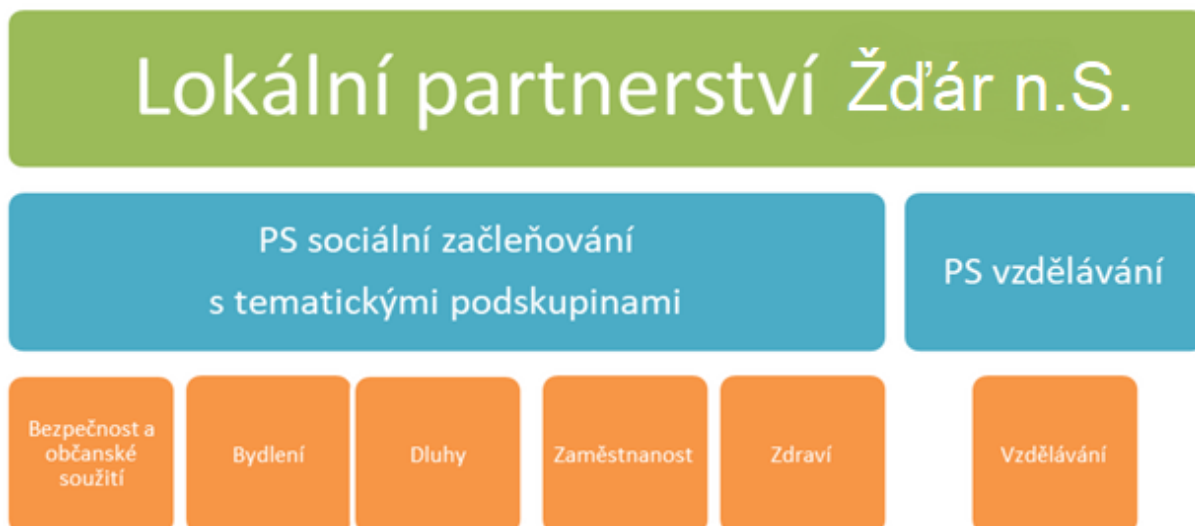 Lokální partnerství Žďár n.S.
PS sociální začleňování
s tematickými podskupinami
PS vzdělávání
Bezpečnost a
občanské
soužití
Bydlení
Dluhy
Zaměstnanost
Zdraví
Vzdělávání